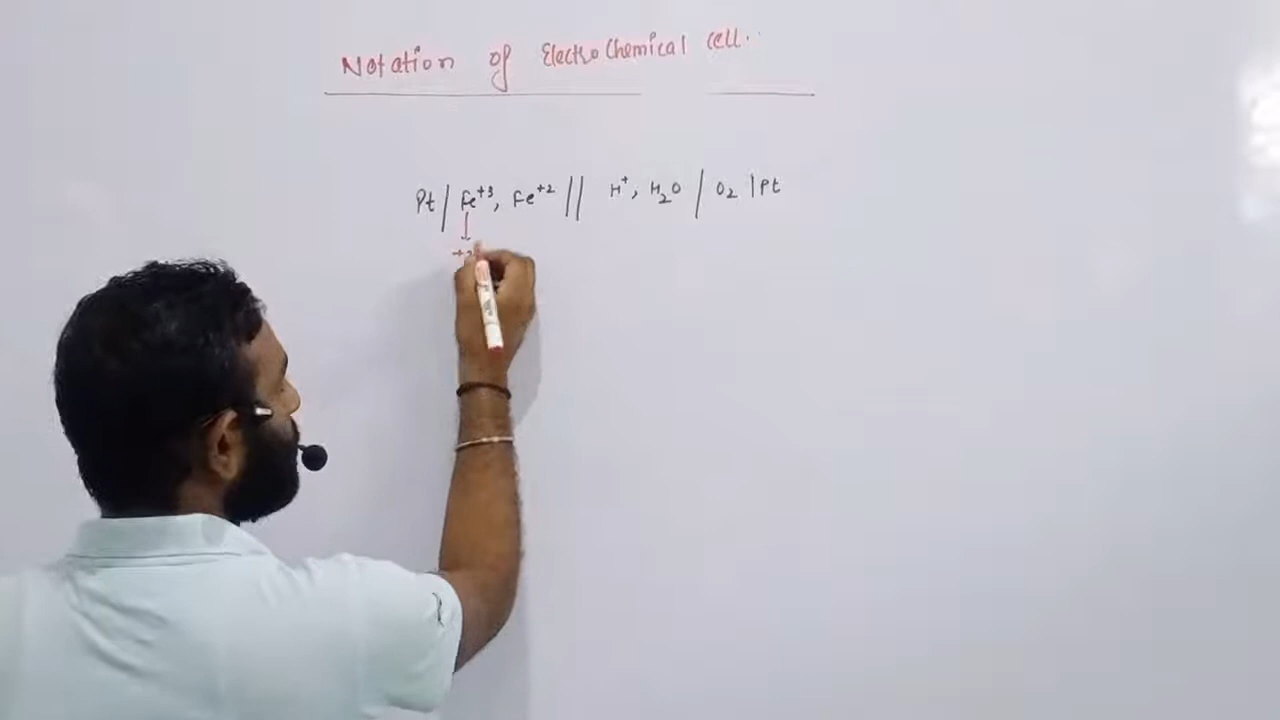 Notation of ElectroChemical cell..
Pt / Fe⁺³, Fe⁺² // H⁺, H₂O / O₂ | Pt